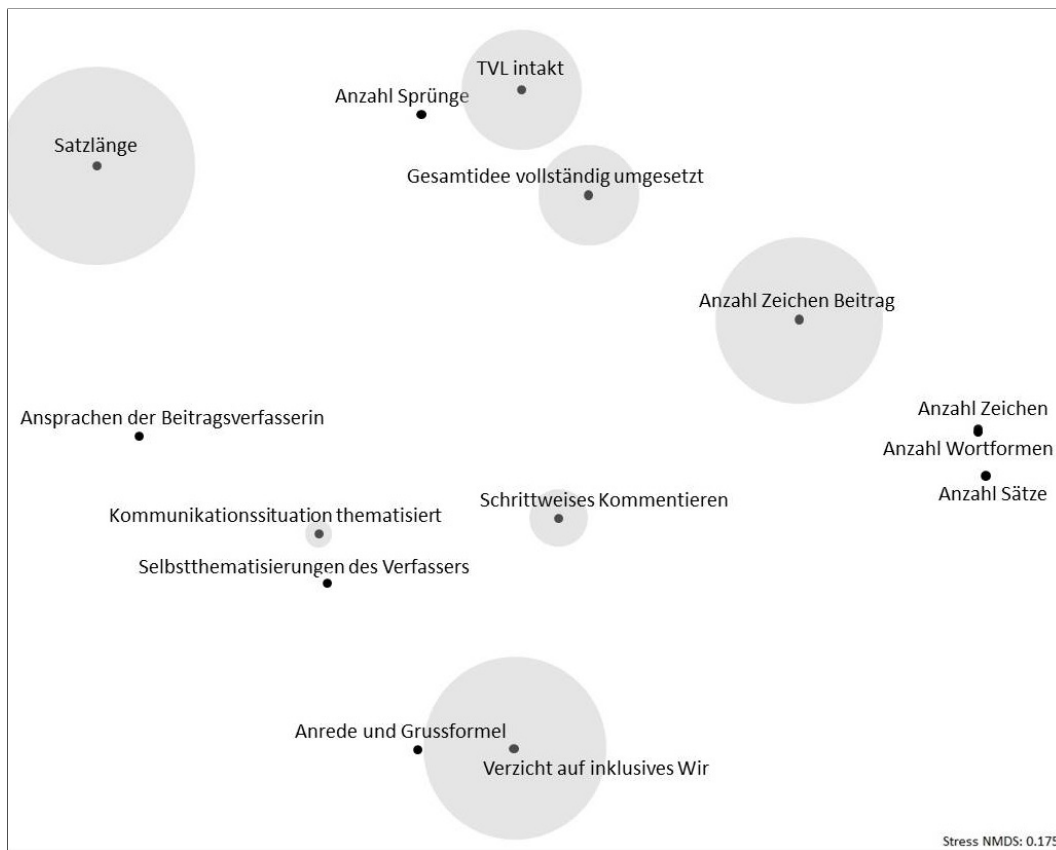 TVL intakt
Anzahl Sprünge
Satzlänge
Gesamtidee vollständig umgesetzt
Anzahl Zeichen Beitrag
Ansprachen der Beitragsverfasserin
Anzahl Zeichen
Anzahl Wortformen
Anzahl Sätze
Schrittweises Kommentieren
Kommunikationssituation thematisiert
Selbstthematisierungen des Verfassers
Anrede und Grussformel
Verzicht auf inklusives Wir
Stress NMDS: 0.175